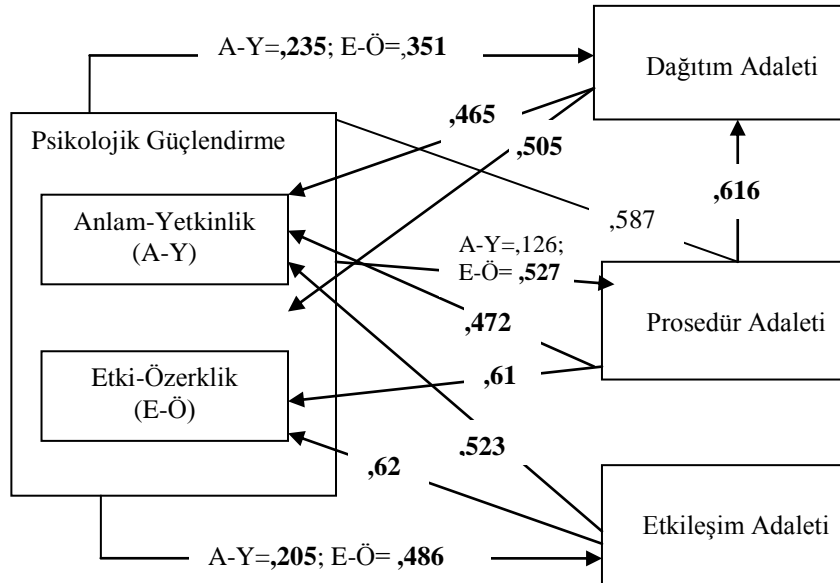 A-Y=,235; E-Ö=,351
Dağıtım Adaleti
,465
Psikolojik Güçlendirme
,505
,616
Anlam-Yetkinlik
(A-Y)
,587
A-Y=,126;
E-Ö= ,527
,472
Prosedür Adaleti
Etki-Özerklik
(E-Ö)
,61
,523
,62
Etkileşim Adaleti
A-Y=,205; E-Ö= ,486